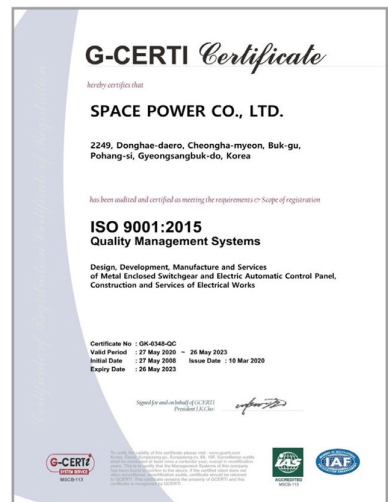 G-CERTI Certificate
hereby certifies that
SPACE POWER CO., LTD.
2249, Donghae-daero, Cheongha-myeon, Buk-gu,
Pohang-si, Gyeongsangbuk-do, Korea
has been audited and certified as meeting the requirements & Scope of registration
ISO 9001:2015
Quality Management Systems
Design, Development, Manufacture and Services
of Metal Enclosed Switchgear and Electric Automatic Control Panel,
Construction and Services of Electrical Works
Certificate No : GK-0348-QC
Valid Period : 27 May 2020 ~ 26 May 2023
Initial Date : 27 May 2008 Issue Date : 10 Mar 2020
Expiry Date : 26 May 2023
Signed for and on behalf of GCERTI
President I.K.Cho
G-CERTi
SYSTEM SERVICE
MSCB-113
ACCREDITED
MSCB-113
IAF